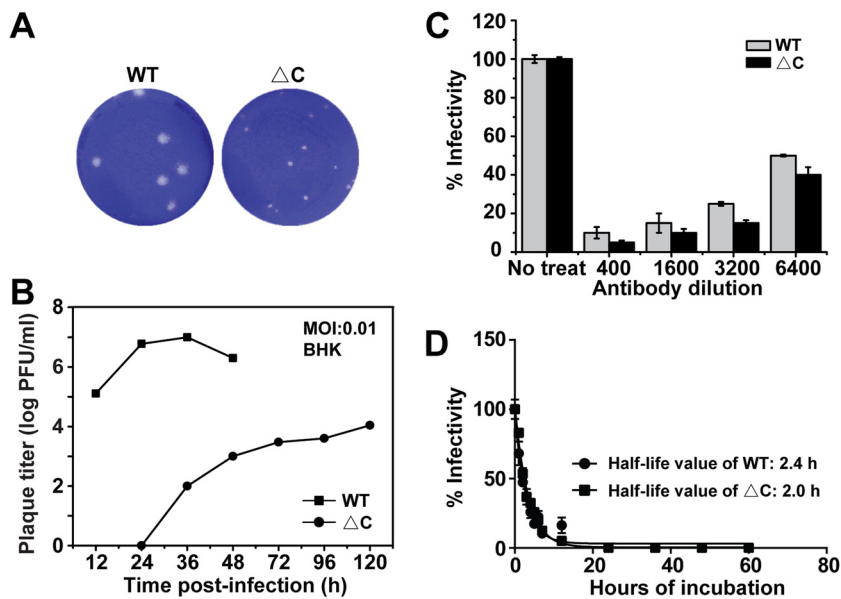 A
WT
△C
B
Plaque titer (log PFU/ml)
8
6
4
2
0
MOI:0.01
BHK
WT
△C
12 24 36 48 72 96 120
Time post-infection (h)
C
% Infectivity
120
100
80
60
40
20
0
WT
△C
No treat 400 1600 3200 6400
Antibody dilution
D
% Infectivity
150
100
50
0
Half-life value of WT: 2.4 h
Half-life value of △C: 2.0 h
0 20 40 60 80
Hours of incubation